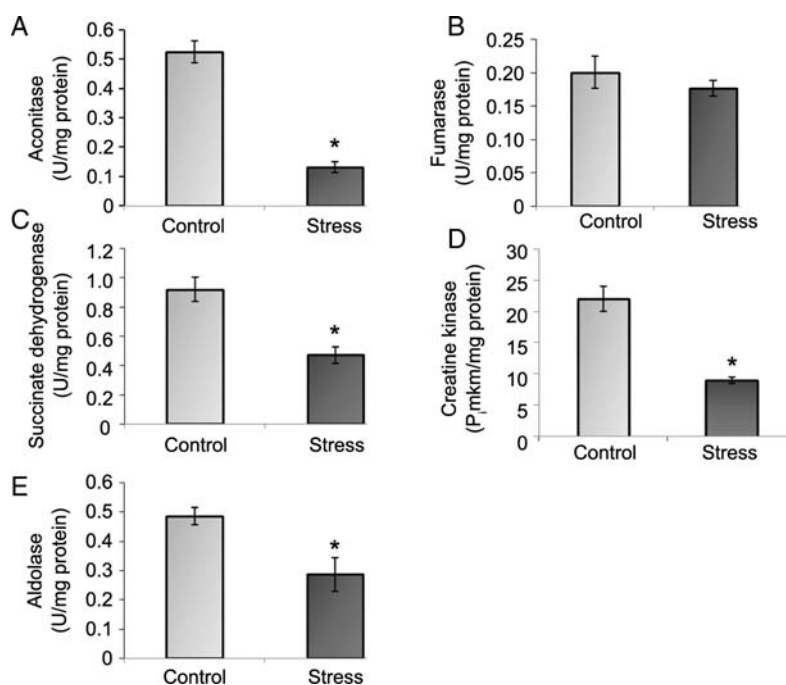 A
Aconitase
(U/mg protein)
0.6
0.5
0.4
0.3
0.2
0.1
0
*
Control Stress
B
Fumarase
(U/mg protein)
0.25
0.20
0.15
0.10
0.05
0
Control Stress
C
Succinate dehydrogenase
(U/mg protein)
1.2
1.0
0.8
0.6
0.4
0.2
0
*
Control Stress
D
Creatine kinase
(Pimkm/mg protein)
30
25
20
15
10
5
0
*
Control Stress
E
Aldolase
(U/mg protein)
0.6
0.5
0.4
0.3
0.2
0.1
0
*
Control Stress